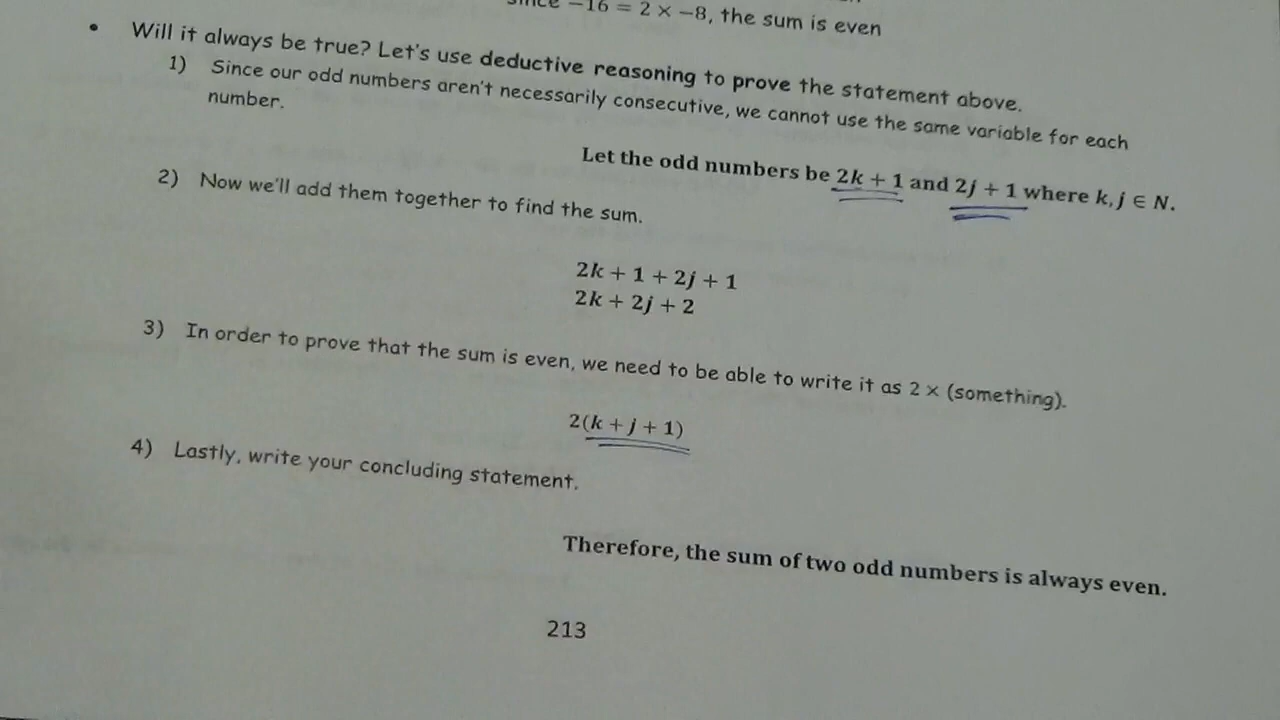 since −16 = 2 × −8, the sum is even
• Will it always be true? Let's use deductive reasoning to prove the statement above.
1) Since our odd numbers aren't necessarily consecutive, we cannot use the same variable for each
number.
Let the odd numbers be 2k + 1 and 2j + 1 where k, j ∈ N.
2) Now we'll add them together to find the sum.
2k + 1 + 2j + 1
2k + 2j + 2
3) In order to prove that the sum is even, we need to be able to write it as 2 × (something).
2(k + j + 1)
4) Lastly, write your concluding statement.
Therefore, the sum of two odd numbers is always even.
213